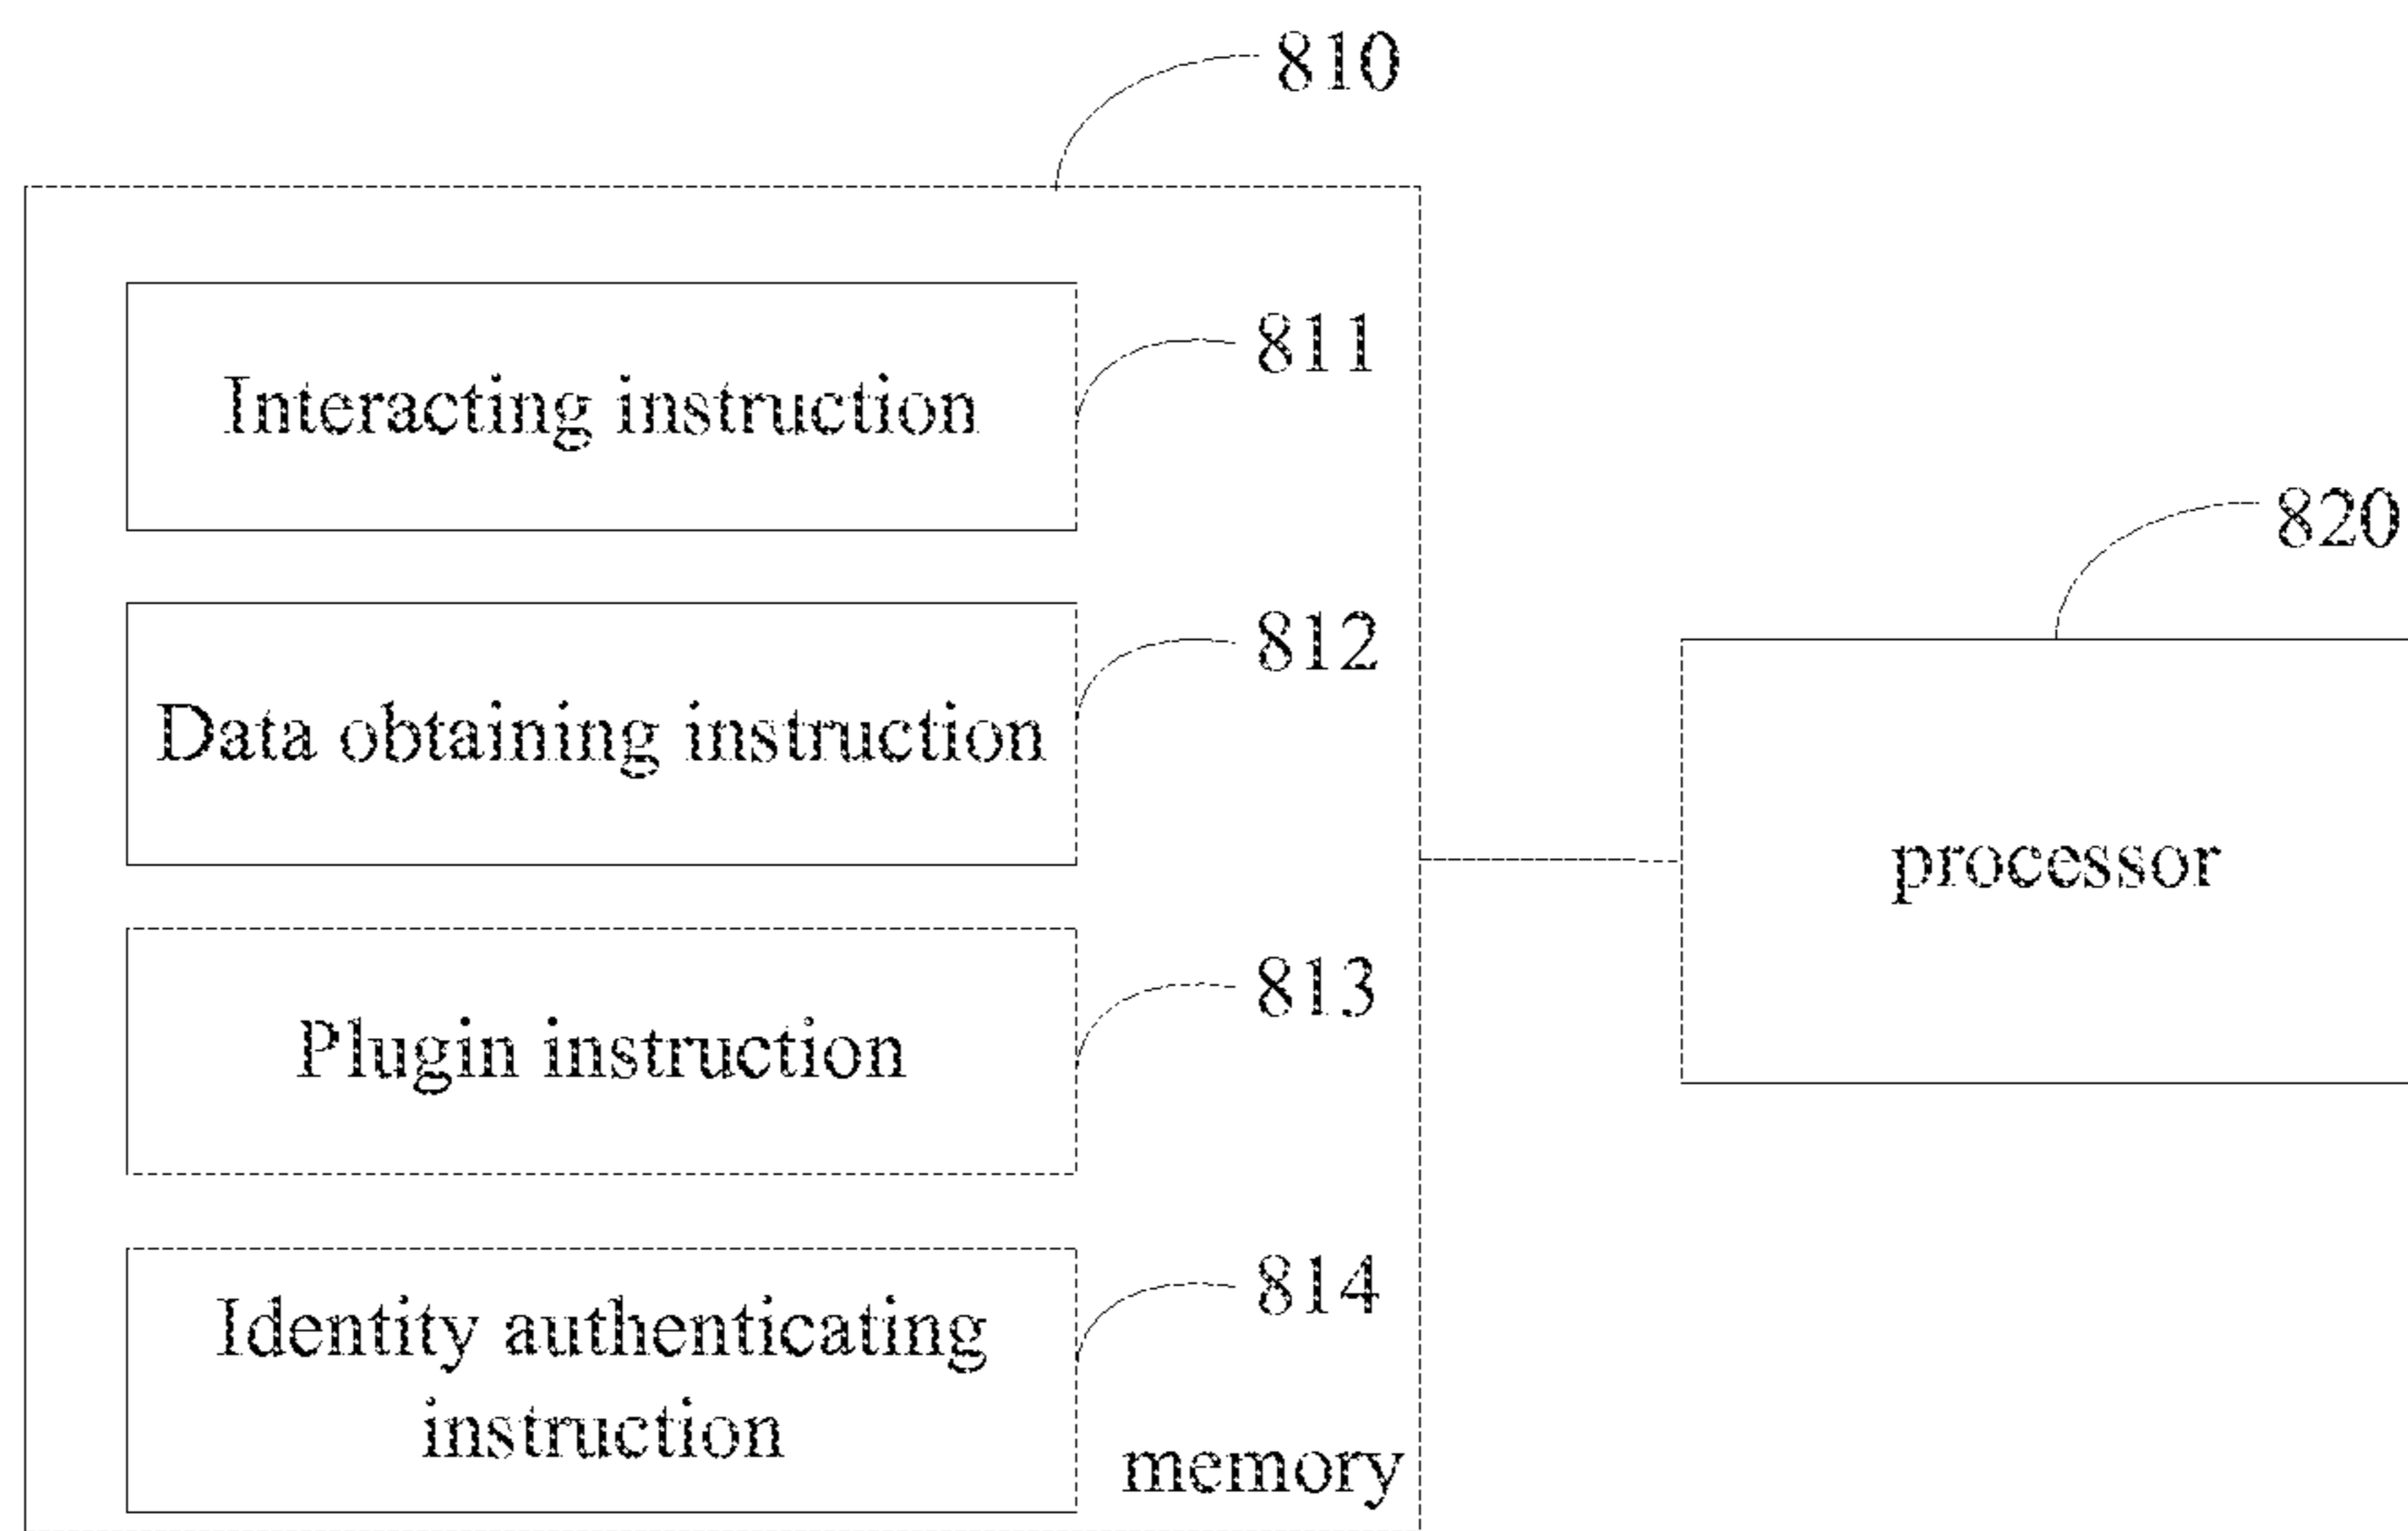 810
Interacting instruction
811
Data obtaining instruction
812
Plugin instruction
813
Identity authenticating
instruction
814
memory
820
processor